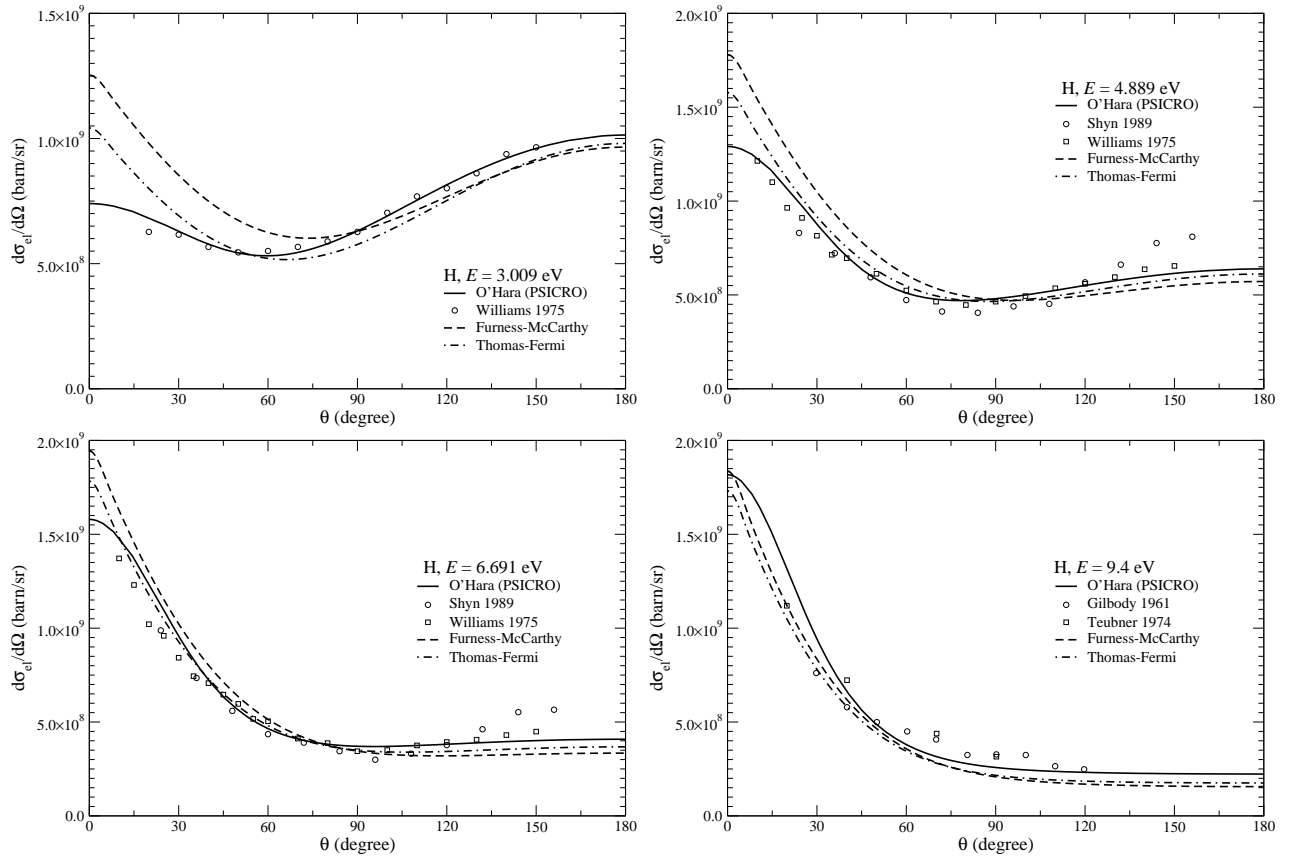 1.5×10⁹
1.0×10⁹
5.0×10⁸
0.0
dσel/dΩ (barn/sr)
H, E = 3.009 eV
O'Hara (PSICRO)
Williams 1975
Furness-McCarthy
Thomas-Fermi
0 30 60 90 120 150 180
θ (degree)
2.0×10⁹
1.5×10⁹
1.0×10⁹
5.0×10⁸
0.0
dσel/dΩ (barn/sr)
H, E = 4.889 eV
O'Hara (PSICRO)
Shyn 1989
Williams 1975
Furness-McCarthy
Thomas-Fermi
0 30 60 90 120 150 180
θ (degree)
2.0×10⁹
1.5×10⁹
1.0×10⁹
5.0×10⁸
0.0
dσel/dΩ (barn/sr)
H, E = 6.691 eV
O'Hara (PSICRO)
Shyn 1989
Williams 1975
Furness-McCarthy
Thomas-Fermi
0 30 60 90 120 150 180
θ (degree)
2.0×10⁹
1.5×10⁹
1.0×10⁹
5.0×10⁸
0.0
dσel/dΩ (barn/sr)
H, E = 9.4 eV
O'Hara (PSICRO)
Gilbody 1961
Teubner 1974
Furness-McCarthy
Thomas-Fermi
0 30 60 90 120 150 180
θ (degree)